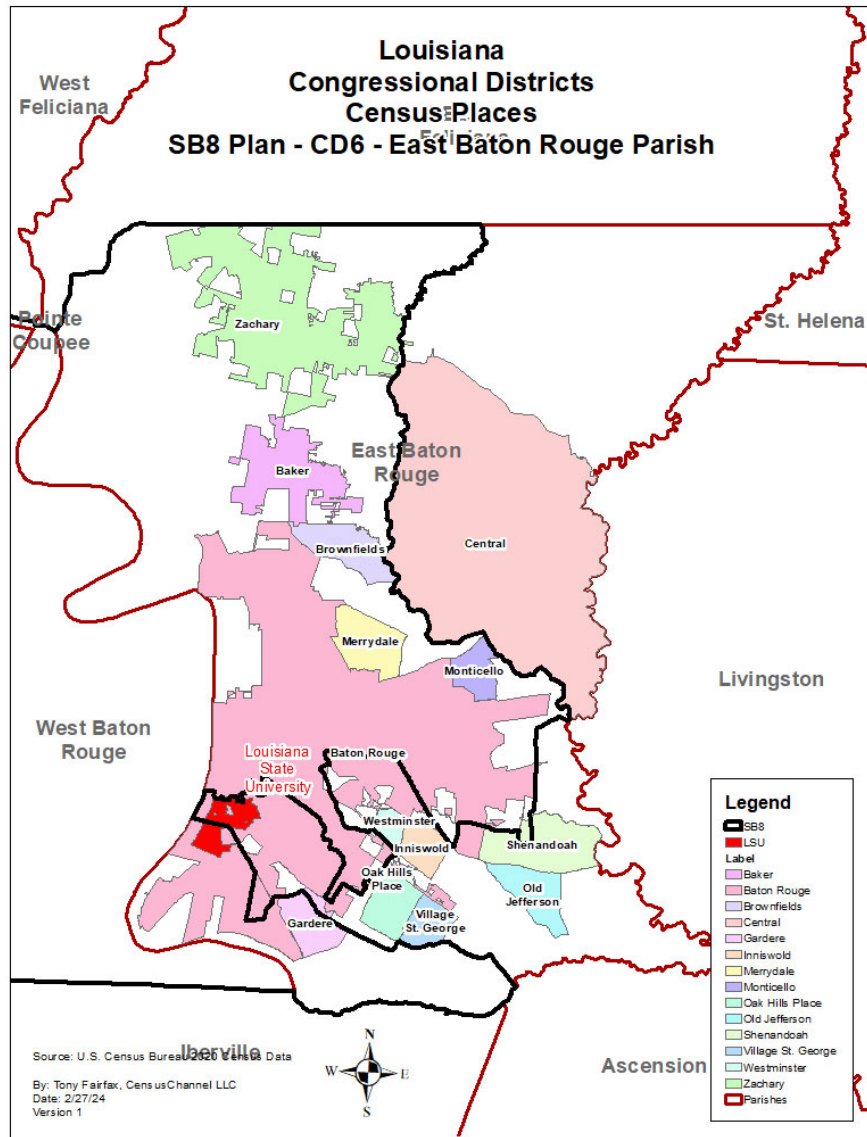 Louisiana
Congressional Districts
Census Places
SB8 Plan - CD6 - East Baton Rouge Parish
West
Feliciana
Feliciana
Pointe
Coupee
Zachary
St. Helena
East Baton
Rouge
Baker
Central
Brownfields
Merrydale
Monticello
Livingston
West Baton
Rouge
Louisiana
State
University
Baton Rouge
Westminster
Inniswold
Shenandoah
Oak Hills
Place
Old
Jefferson
Village
St. George
Gardere
Iberville
Ascension
Source: U.S. Census Bureau 2020 Census Data
By: Tony Fairfax, CensusChannel LLC
Date: 2/27/24
Version 1
N
W
E
S
Legend
SB8
LSU
Label
Baker
Baton Rouge
Brownfields
Central
Gardere
Inniswold
Merrydale
Monticello
Oak Hills Place
Old Jefferson
Shenandoah
Village St. George
Westminster
Zachary
Parishes